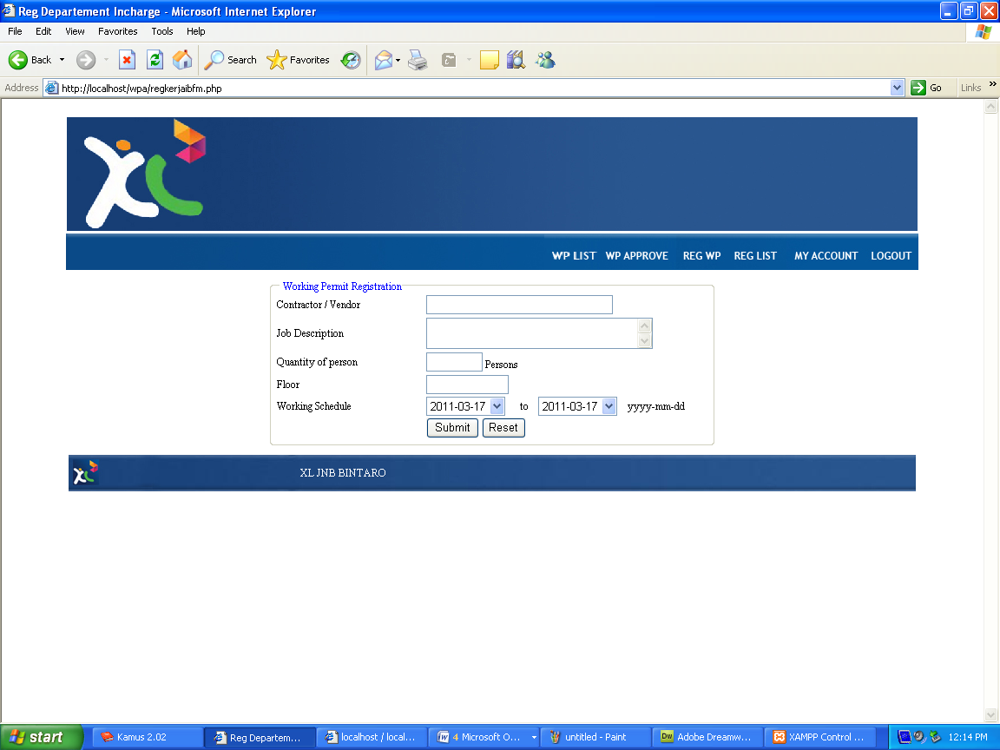 Reg Departement Incharge - Microsoft Internet Explorer
File Edit View Favorites Tools Help
Back Search Favorites
Address http://localhost/wpa/regkerjaibfm.php Go Links »
XL
WP LIST WP APPROVE REG WP REG LIST MY ACCOUNT LOGOUT
Working Permit Registration
Contractor / Vendor
Job Description
Quantity of person Persons
Floor
Working Schedule 2011-03-17 to 2011-03-17 yyyy-mm-dd
Submit Reset
XL XL JNB BINTARO
start Kamus 2.02 Reg Departem... localhost / local... 4 Microsoft O... untitled - Paint Dw Adobe Dreamw... XAMPP Control ... 12:14 PM